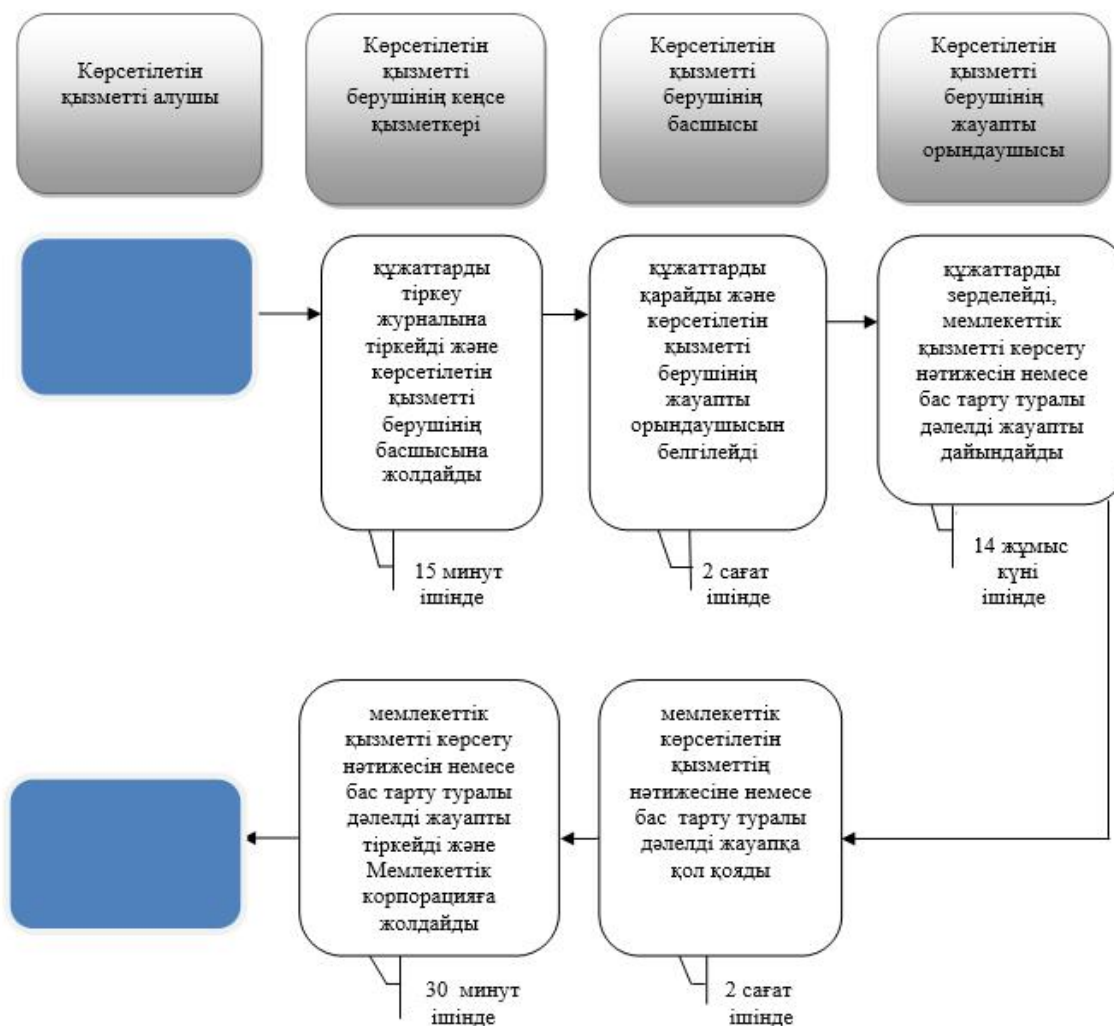 Көрсетілетін
қызметті алушы
Көрсетілетін
қызметті
берушінің кеңсе
қызметкері
Көрсетілетін
қызметті
берушінің
басшысы
Көрсетілетін
қызметті
берушінің
жауапты
орындаушысы
құжаттарды
тіркеу
журналына
тіркейді және
көрсетілетін
қызметті
берушінің
басшысына
жолдайды
құжаттарды
қарайды және
көрсетілетін
қызметті
берушінің
жауапты
орындаушысын
белгілейді
құжаттарды
зерделейді,
мемлекеттік
қызметті көрсету
нәтижесін немесе
бас тарту туралы
дәлелді жауапты
дайындайды
15 минут
ішінде
2 сағат
ішінде
14 жұмыс
күні
ішінде
мемлекеттік
қызметті көрсету
нәтижесін немесе
бас тарту туралы
дәлелді жауапты
тіркейді және
Мемлекеттік
корпорацияға
жолдайды
мемлекеттік
көрсетілетін
қызметтің
нәтижесіне немесе
бас тарту туралы
дәлелді жауапқа
қол қояды
30 минут
ішінде
2 сағат
ішінде